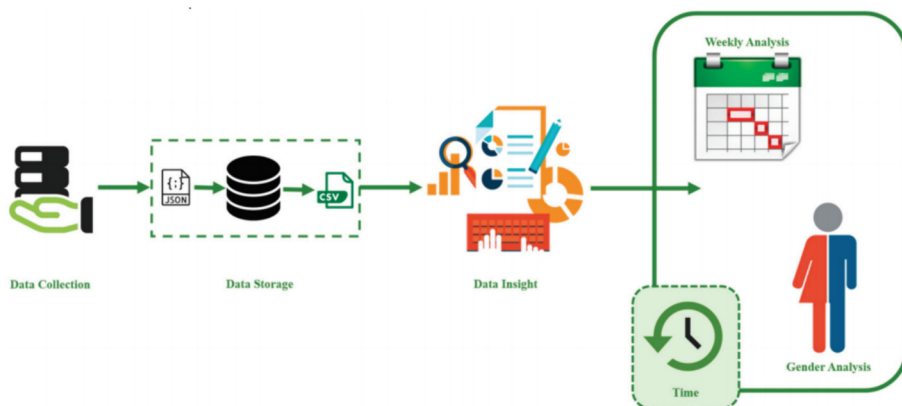 Weekly Analysis
{;}
JSON
CSV
Data Collection
Data Storage
Data Insight
Gender Analysis
Time